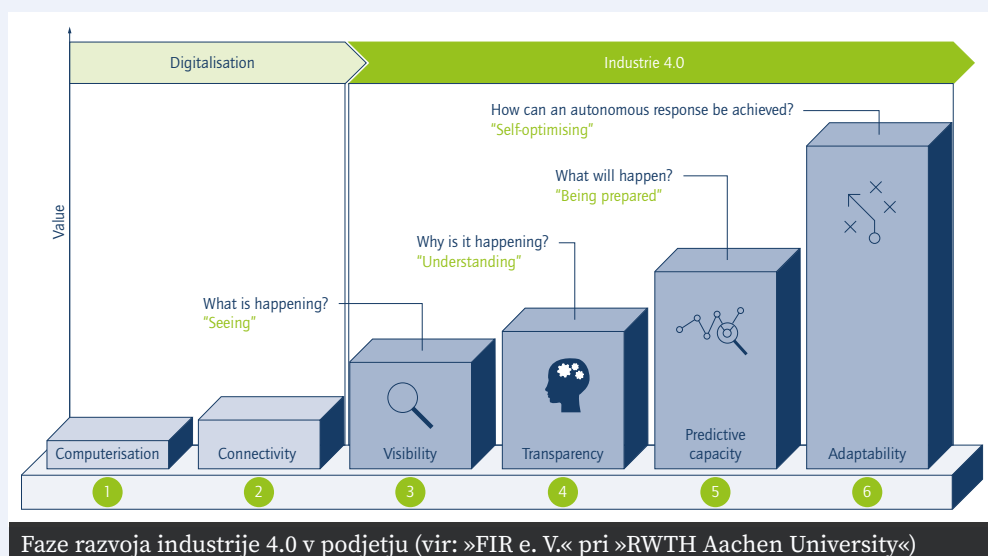 Digitalisation
Industrie 4.0
Value
How can an autonomous response be achieved?
"Self-optimising"
What will happen?
"Being prepared"
Why is it happening?
"Understanding"
What is happening?
"Seeing"
Computerisation
Connectivity
Visibility
Transparency
Predictive
capacity
Adaptability
1
2
3
4
5
6
Faze razvoja industrije 4.0 v podjetju (vir: »FIR e. V.« pri »RWTH Aachen University«)